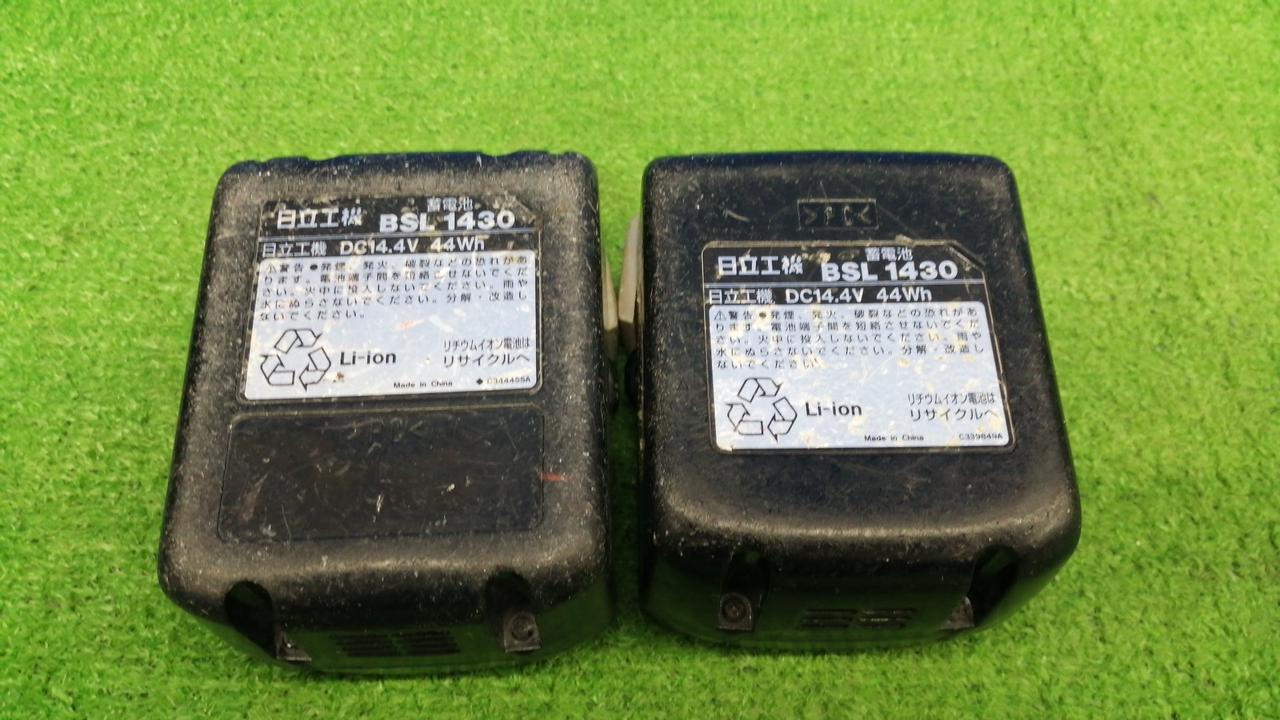 日立工機 蓄電池
BSL 1430
日立工機 DC14.4V 44Wh
⚠警告 ●発煙、発火、破裂などの恐れがあ
ります。電池端子間を短絡させないでくだ
さい。火中に投入しないでください。雨や
水にぬらさないでください。分解・改造し
ないでください。
Li-ion
リチウムイオン電池は
リサイクルへ
Made in China ◆ C344485A
日立工機 蓄電池
BSL 1430
日立工機 DC14.4V 44Wh
⚠警告 ●発煙、発火、破裂などの恐れがあ
ります。電池端子間を短絡させないでくだ
さい。火中に投入しないでください。雨や
水にぬらさないでください。分解・改造し
ないでください。
Li-ion
リチウムイオン電池は
リサイクルへ
Made in China C339849A